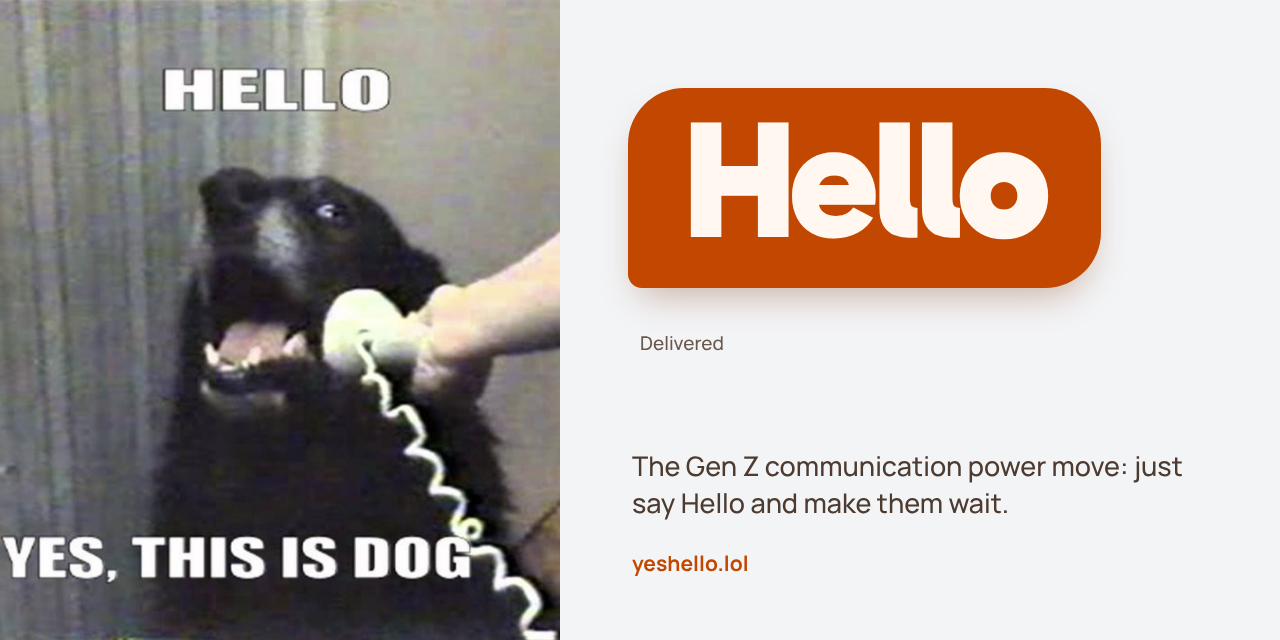 HELLO
YES, THIS IS DOG
Hello
Delivered
The Gen Z communication power move: just
say Hello and make them wait.
yeshello.lol